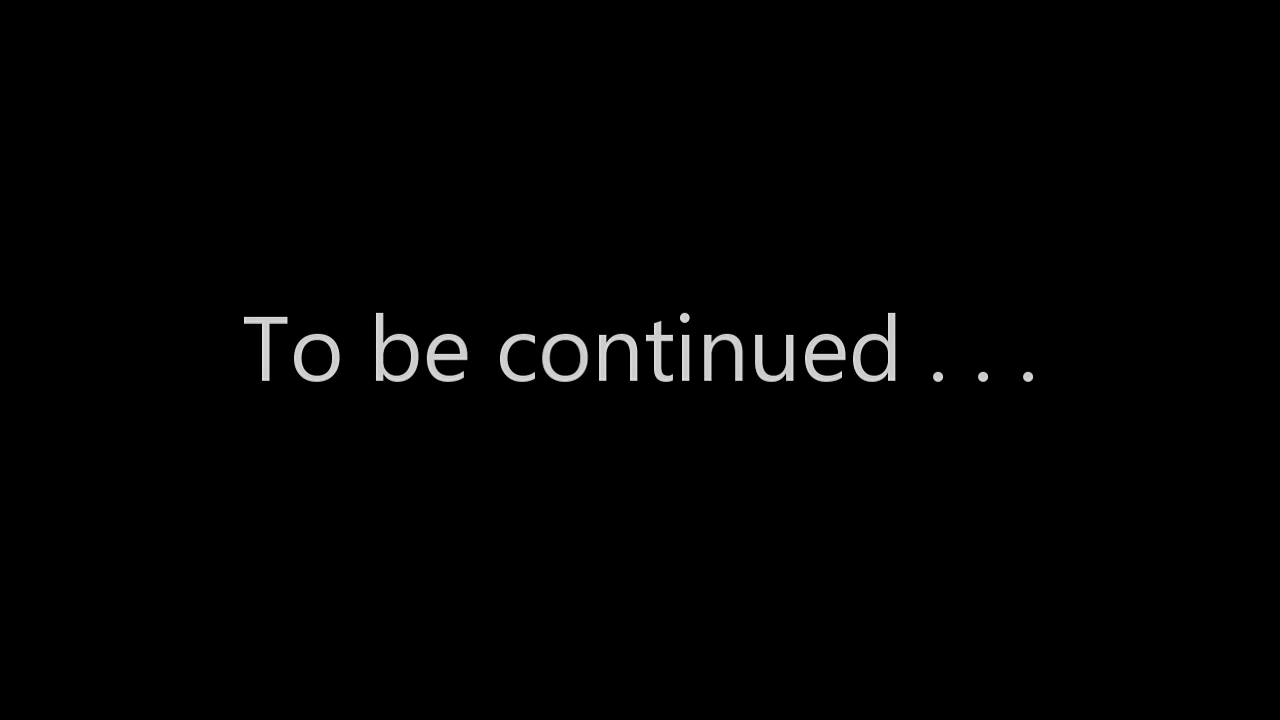 To be continued . . .